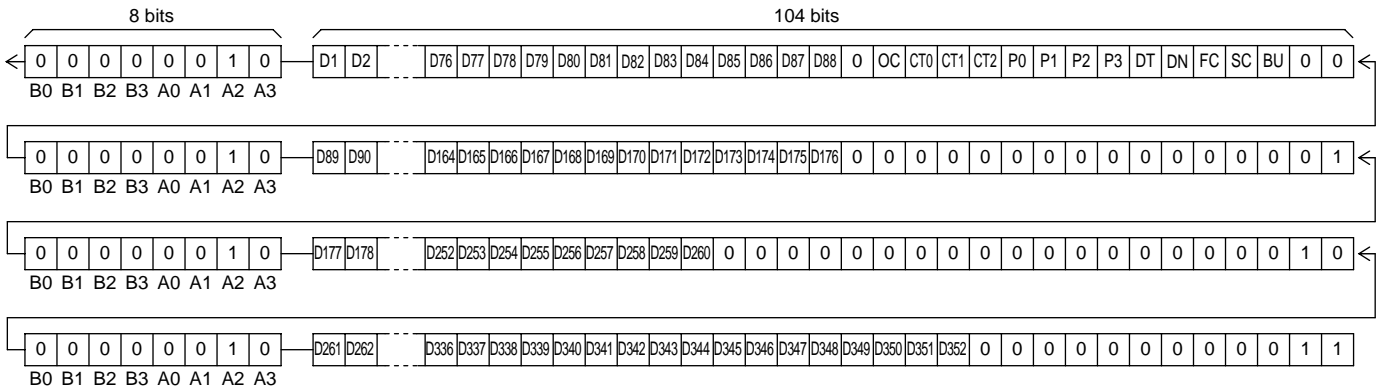 8 bits 104 bits
0 0 0 0 0 0 1 0 D1 D2 D76 D77 D78 D79 D80 D81 D82 D83 D84 D85 D86 D87 D88 0 OC CT0 CT1 CT2 P0 P1 P2 P3 DT DN FC SC BU 0 0
B0 B1 B2 B3 A0 A1 A2 A3
0 0 0 0 0 0 1 0 D89 D90 D164 D165 D166 D167 D168 D169 D170 D171 D172 D173 D174 D175 D176 0 0 0 0 0 0 0 0 0 0 0 0 0 0 0 1
B0 B1 B2 B3 A0 A1 A2 A3
0 0 0 0 0 0 1 0 D177 D178 D252 D253 D254 D255 D256 D257 D258 D259 D260 0 0 0 0 0 0 0 0 0 0 0 0 0 0 0 0 0 0 1 0
B0 B1 B2 B3 A0 A1 A2 A3
0 0 0 0 0 0 1 0 D261 D262 D336 D337 D338 D339 D340 D341 D342 D343 D344 D345 D346 D347 D348 D349 D350 D351 D352 0 0 0 0 0 0 0 0 0 0 1 1
B0 B1 B2 B3 A0 A1 A2 A3